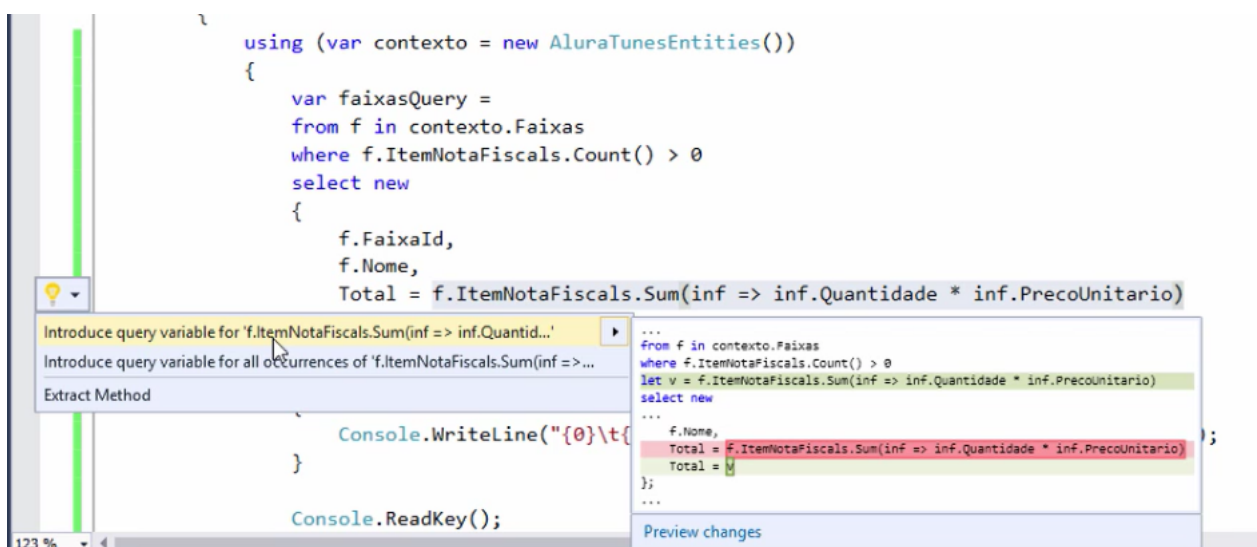 {
using (var contexto = new AluraTunesEntities())
{
var faixasQuery =
from f in contexto.Faixas
where f.ItemNotaFiscals.Count() > 0
select new
{
f.FaixaId,
f.Nome,
Total = f.ItemNotaFiscals.Sum(inf => inf.Quantidade * inf.PrecoUnitario)
Introduce query variable for 'f.ItemNotaFiscals.Sum(inf => inf.Quantid...'
Introduce query variable for all occurrences of 'f.ItemNotaFiscals.Sum(inf =>...
Extract Method
...
from f in contexto.Faixas
where f.ItemNotaFiscals.Count() > 0
let v = f.ItemNotaFiscals.Sum(inf => inf.Quantidade * inf.PrecoUnitario)
select new
...
f.Nome,
Total = f.ItemNotaFiscals.Sum(inf => inf.Quantidade * inf.PrecoUnitario)
Total = v
};
...
Preview changes
{
Console.WriteLine("{0}\t{ );
}
Console.ReadKey();
123 %